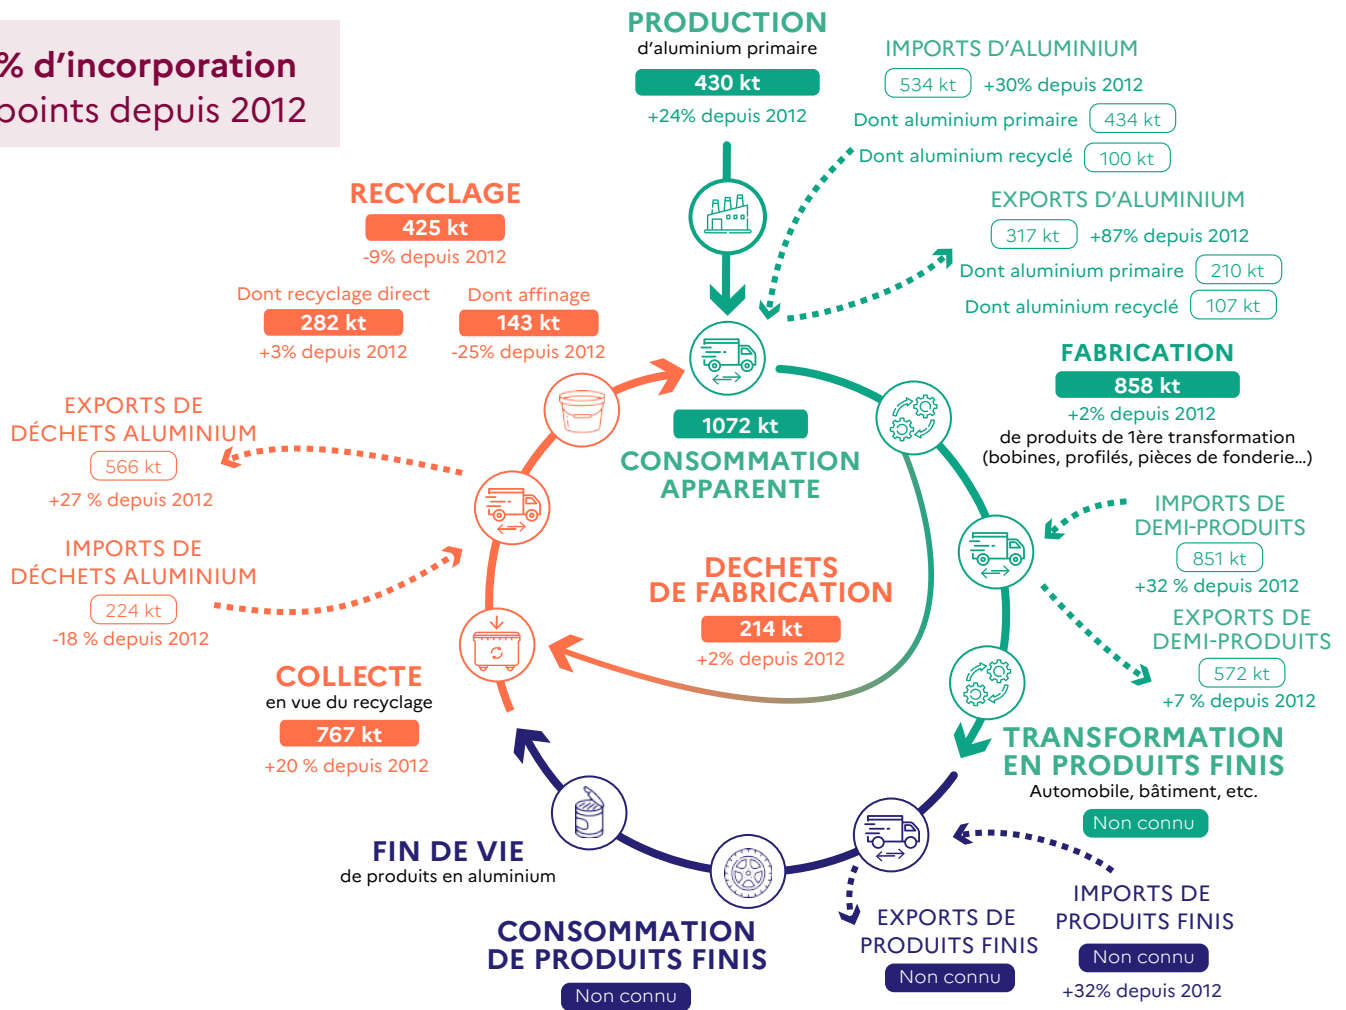 % d’incorporation
points depuis 2012
PRODUCTION
d’aluminium primaire
430 kt
+24% depuis 2012
IMPORTS D’ALUMINIUM
534 kt +30% depuis 2012
Dont aluminium primaire 434 kt
Dont aluminium recyclé 100 kt
EXPORTS D’ALUMINIUM
317 kt +87% depuis 2012
Dont aluminium primaire 210 kt
Dont aluminium recyclé 107 kt
RECYCLAGE
425 kt
-9% depuis 2012
Dont recyclage direct
282 kt
+3% depuis 2012
Dont affinage
143 kt
-25% depuis 2012
FABRICATION
858 kt
+2% depuis 2012
de produits de 1ère transformation
(bobines, profilés, pièces de fonderie…)
1072 kt
CONSOMMATION
APPARENTE
EXPORTS DE
DÉCHETS ALUMINIUM
566 kt
+27 % depuis 2012
IMPORTS DE
DÉCHETS ALUMINIUM
224 kt
-18 % depuis 2012
IMPORTS DE
DEMI-PRODUITS
851 kt
+32 % depuis 2012
EXPORTS DE
DEMI-PRODUITS
572 kt
+7 % depuis 2012
DECHETS
DE FABRICATION
214 kt
+2% depuis 2012
COLLECTE
en vue du recyclage
767 kt
+20 % depuis 2012
TRANSFORMATION
EN PRODUITS FINIS
Automobile, bâtiment, etc.
Non connu
FIN DE VIE
de produits en aluminium
CONSOMMATION
DE PRODUITS FINIS
Non connu
EXPORTS DE
PRODUITS FINIS
Non connu
IMPORTS DE
PRODUITS FINIS
Non connu
+32% depuis 2012